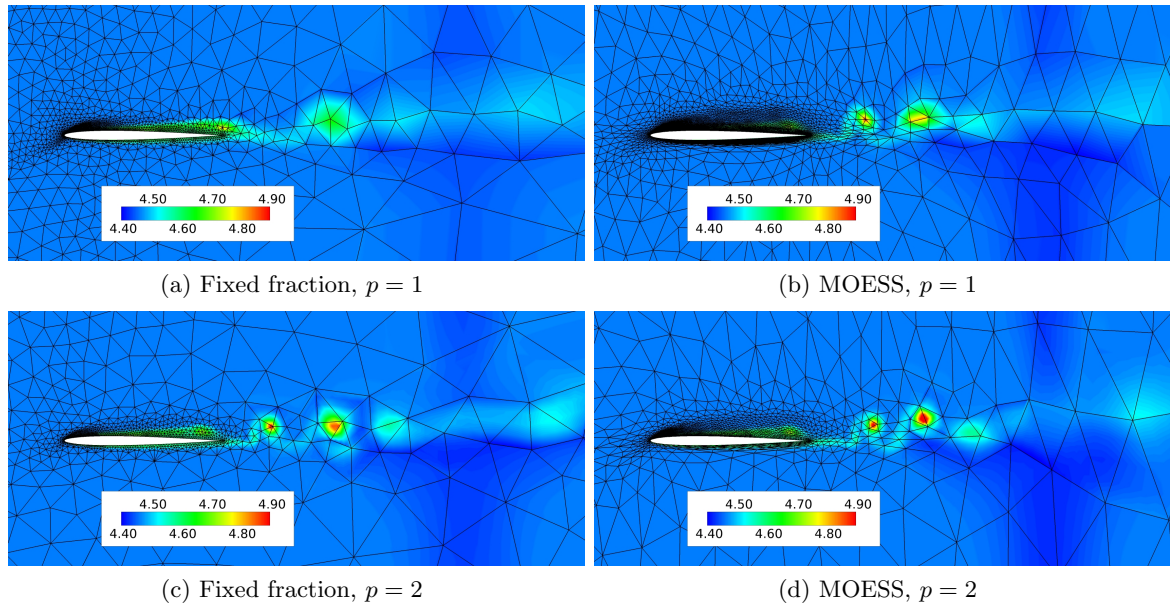 4.50 4.70 4.90
4.40 4.60 4.80
(a) Fixed fraction, p = 1
4.50 4.70 4.90
4.40 4.60 4.80
(b) MOESS, p = 1
4.50 4.70 4.90
4.40 4.60 4.80
(c) Fixed fraction, p = 2
4.50 4.70 4.90
4.40 4.60 4.80
(d) MOESS, p = 2